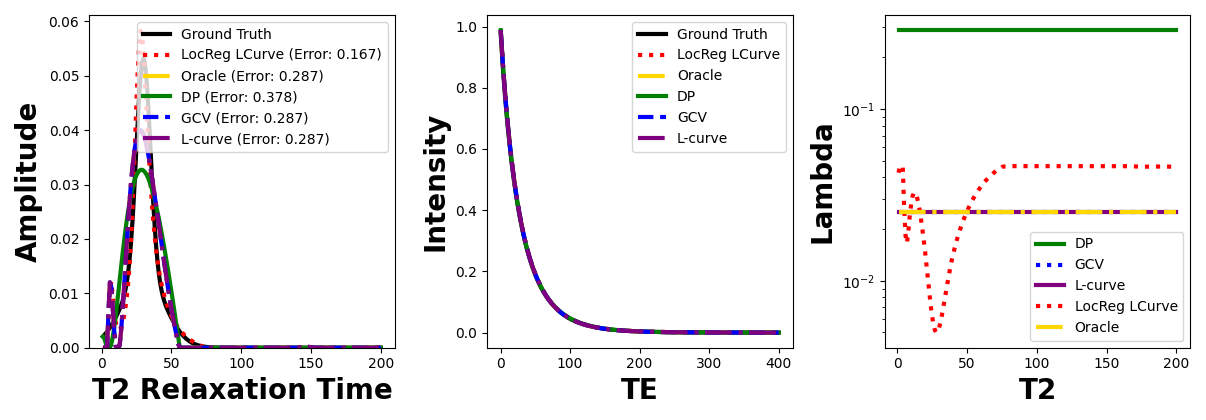 0.06
0.05
0.04
0.03
0.02
0.01
0.00
Amplitude
Ground Truth
LocReg LCurve (Error: 0.167)
Oracle (Error: 0.287)
DP (Error: 0.378)
GCV (Error: 0.287)
L-curve (Error: 0.287)
0 50 100 150 200
T2 Relaxation Time
1.0
0.8
0.6
0.4
0.2
0.0
Intensity
Ground Truth
LocReg LCurve
Oracle
DP
GCV
L-curve
0 100 200 300 400
TE
10⁻¹
10⁻²
Lambda
DP
GCV
L-curve
LocReg LCurve
Oracle
0 50 100 150 200
T2